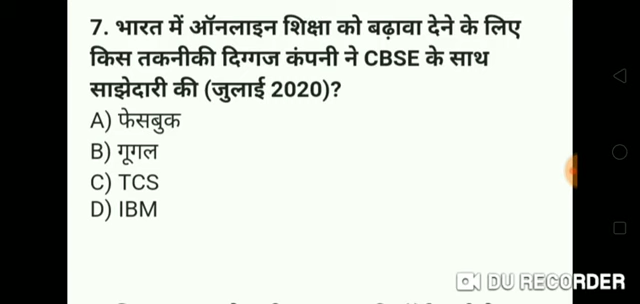 7. भारत में ऑनलाइन शिक्षा को बढ़ावा देने के लिए
किस तकनीकी दिग्गज कंपनी ने CBSE के साथ
साझेदारी की (जुलाई 2020)?
A) फेसबुक
B) गूगल
C) TCS
D) IBM
DU RECORDER